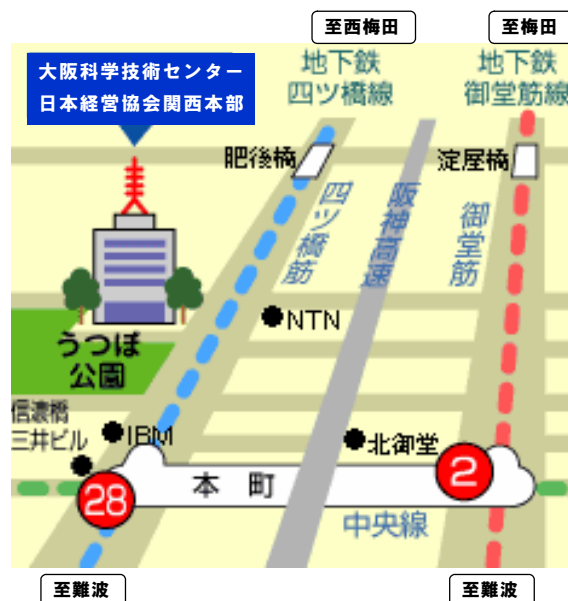 至西梅田
至梅田
地下鉄
四ツ橋線
地下鉄
御堂筋線
大阪科学技術センター
日本経営協会関西本部
肥後橋
淀屋橋
四ツ橋筋
阪神高速
御堂筋
NTN
うつぼ
公園
信濃橋
三井ビル
IBM
北御堂
2
28
本町
中央線
至難波
至難波